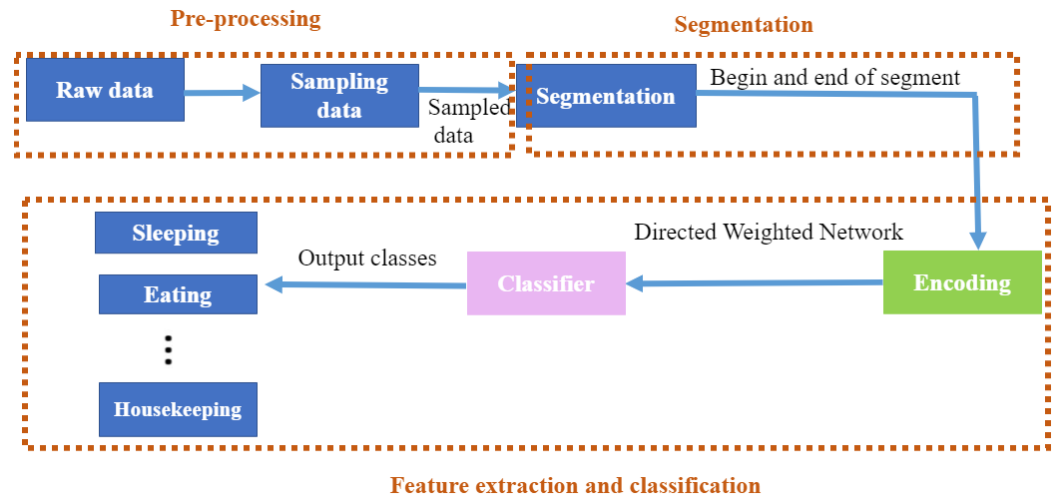 Pre-processing
Segmentation
Raw data
Sampling
data
Sampled
data
Segmentation
Begin and end of segment
Sleeping
Eating
Housekeeping
Output classes
Classifier
Directed Weighted Network
Encoding
Feature extraction and classification